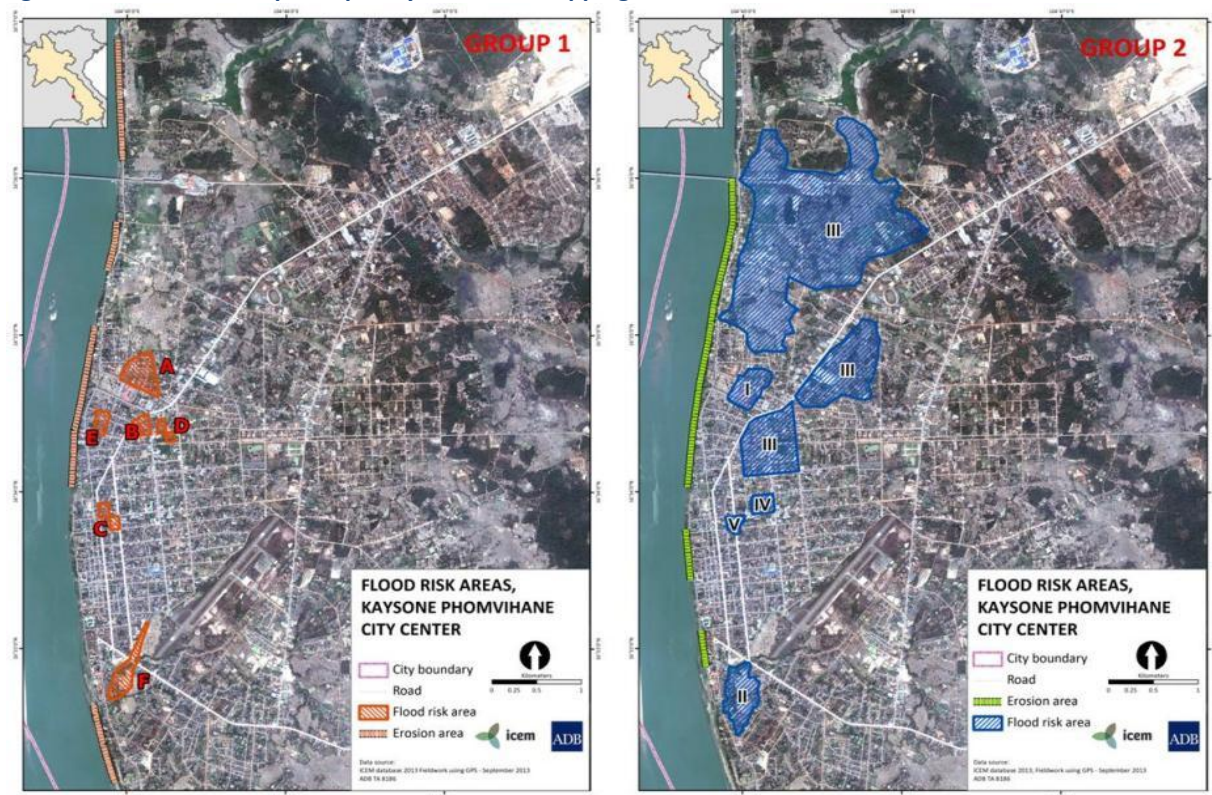 GROUP 1
A
E
B
D
C
F
FLOOD RISK AREAS,
KAYSONE PHOMVIHANE
CITY CENTER
City boundary
Road
Flood risk area
Erosion area
Kilometers
0 0.25 0.5 1
icem
ADB
Data source:
ICEM database 2013 Fieldwork using GPS - September 2013
ADB TA 8186
GROUP 2
III
III
I
III
IV
V
II
FLOOD RISK AREAS,
KAYSONE PHOMVIHANE
CITY CENTER
City boundary
Road
Erosion area
Flood risk area
Kilometers
0 0.25 0.5 1
icem
ADB
Data source:
ICEM database 2013, Fieldwork using GPS - September 2013
ADB TA 8186